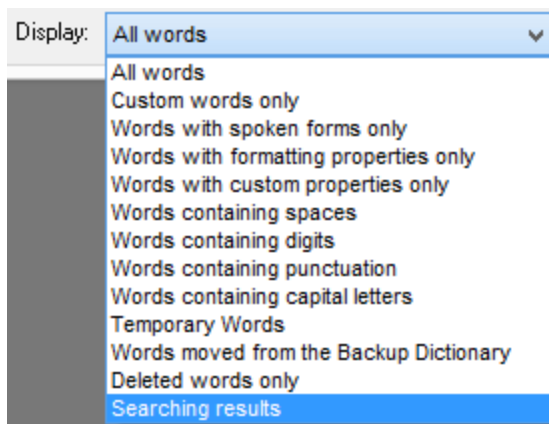 Display: All words
All words
Custom words only
Words with spoken forms only
Words with formatting properties only
Words with custom properties only
Words containing spaces
Words containing digits
Words containing punctuation
Words containing capital letters
Temporary Words
Words moved from the Backup Dictionary
Deleted words only
Searching results